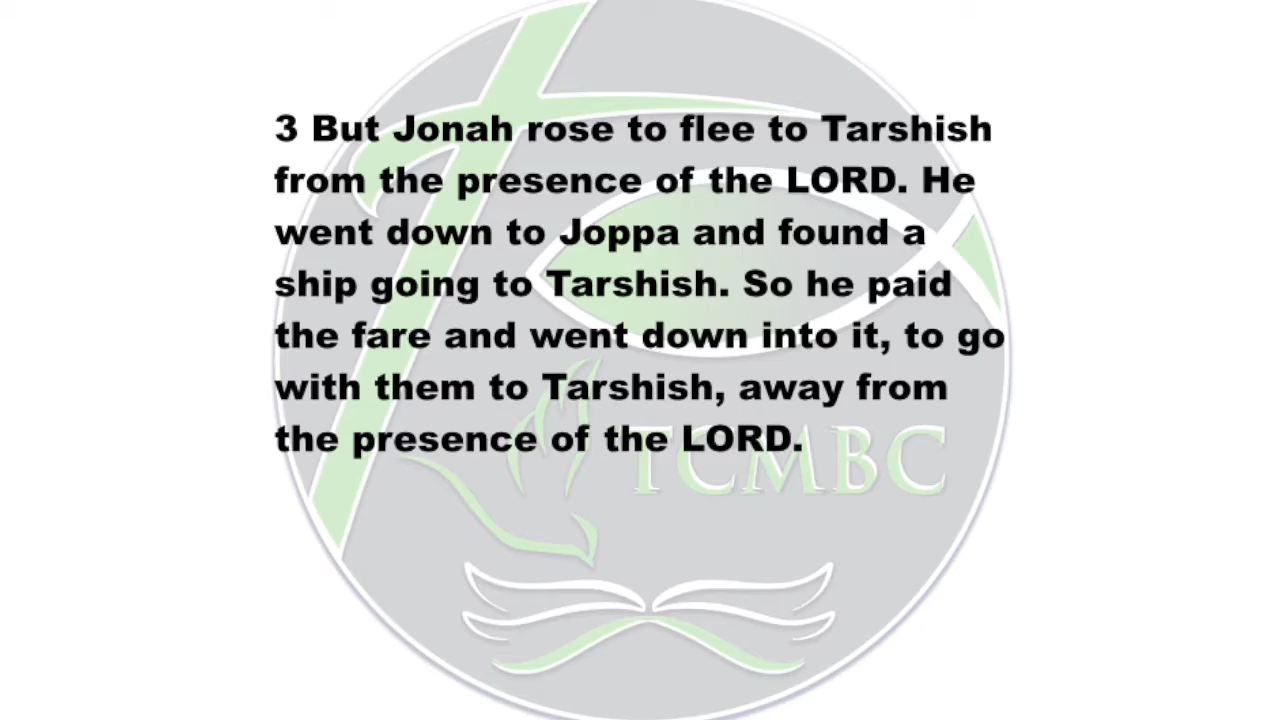 3 But Jonah rose to flee to Tarshish
from the presence of the LORD. He
went down to Joppa and found a
ship going to Tarshish. So he paid
the fare and went down into it, to go
with them to Tarshish, away from
the presence of the LORD.
TCMBC